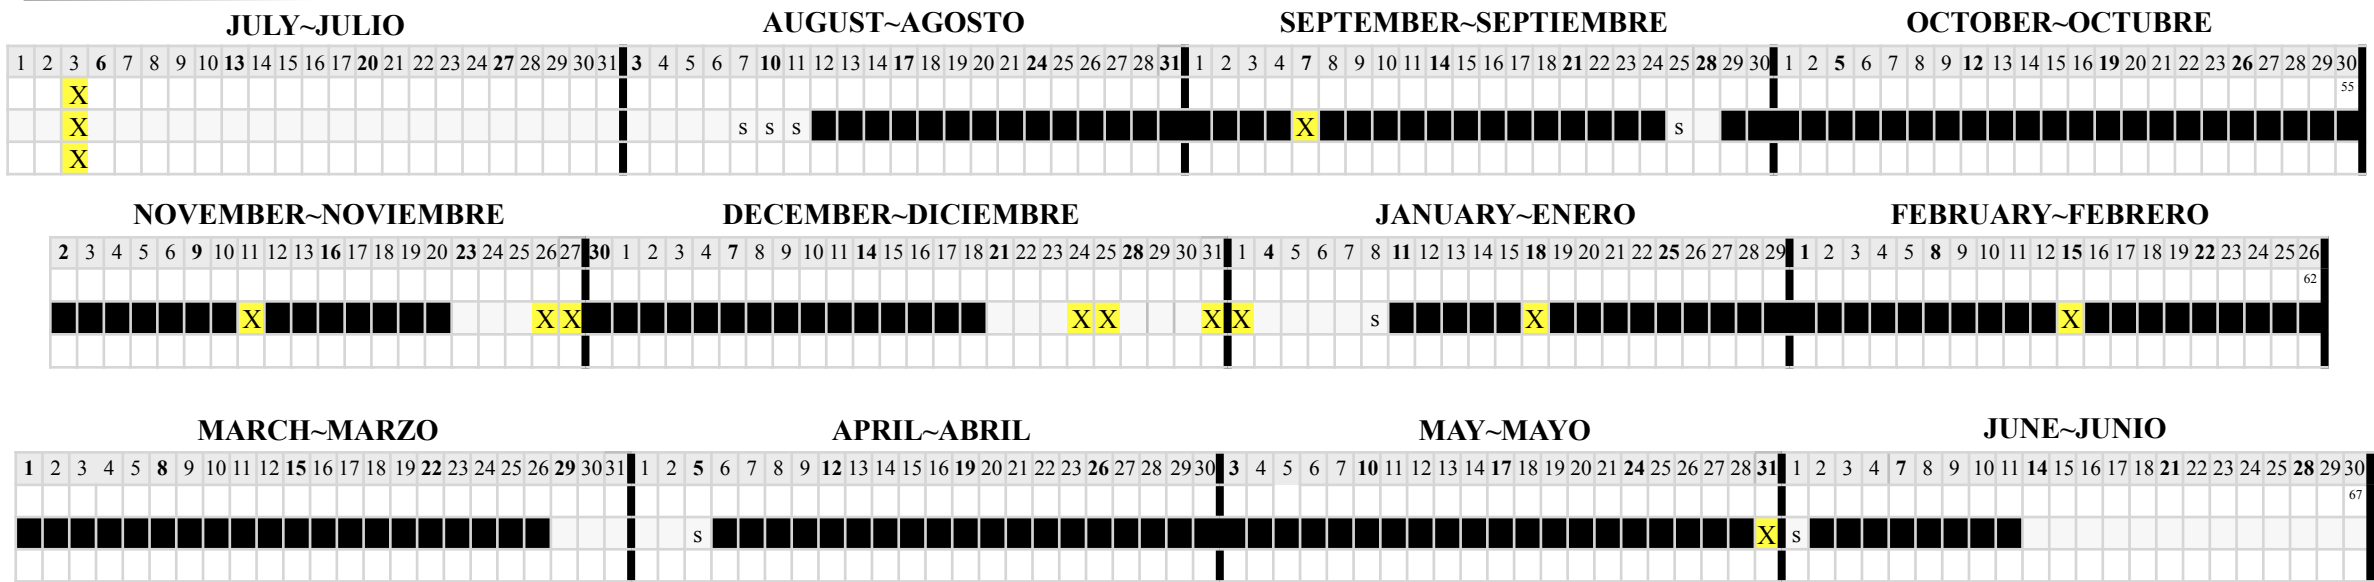 JULY~JULIO AUGUST~AGOSTO SEPTEMBER~SEPTIEMBRE OCTOBER~OCTUBRE
1 2 3 6 7 8 9 10 13 14 15 16 17 20 21 22 23 24 27 28 29 30 31 3 4 5 6 7 10 11 12 13 14 17 18 19 20 21 24 25 26 27 28 31 1 2 3 4 7 8 9 10 11 14 15 16 17 18 21 22 23 24 25 28 29 30 1 2 5 6 7 8 9 12 13 14 15 16 19 20 21 22 23 26 27 28 29 30
X 55
X s s s X s
X
NOVEMBER~NOVIEMBRE DECEMBER~DICIEMBRE JANUARY~ENERO FEBRUARY~FEBRERO
2 3 4 5 6 9 10 11 12 13 16 17 18 19 20 23 24 25 26 27 30 1 2 3 4 7 8 9 10 11 14 15 16 17 18 21 22 23 24 25 28 29 30 31 1 4 5 6 7 8 11 12 13 14 15 18 19 20 21 22 25 26 27 28 29 1 2 3 4 5 8 9 10 11 12 15 16 17 18 19 22 23 24 25 26
62
X X X X X X X s X X
MARCH~MARZO APRIL~ABRIL MAY~MAYO JUNE~JUNIO
1 2 3 4 5 8 9 10 11 12 15 16 17 18 19 22 23 24 25 26 29 30 31 1 2 5 6 7 8 9 12 13 14 15 16 19 20 21 22 23 26 27 28 29 30 3 4 5 6 7 10 11 12 13 14 17 18 19 20 21 24 25 26 27 28 31 1 2 3 4 7 8 9 10 11 14 15 16 17 18 21 22 23 24 25 28 29 30
67
s X s